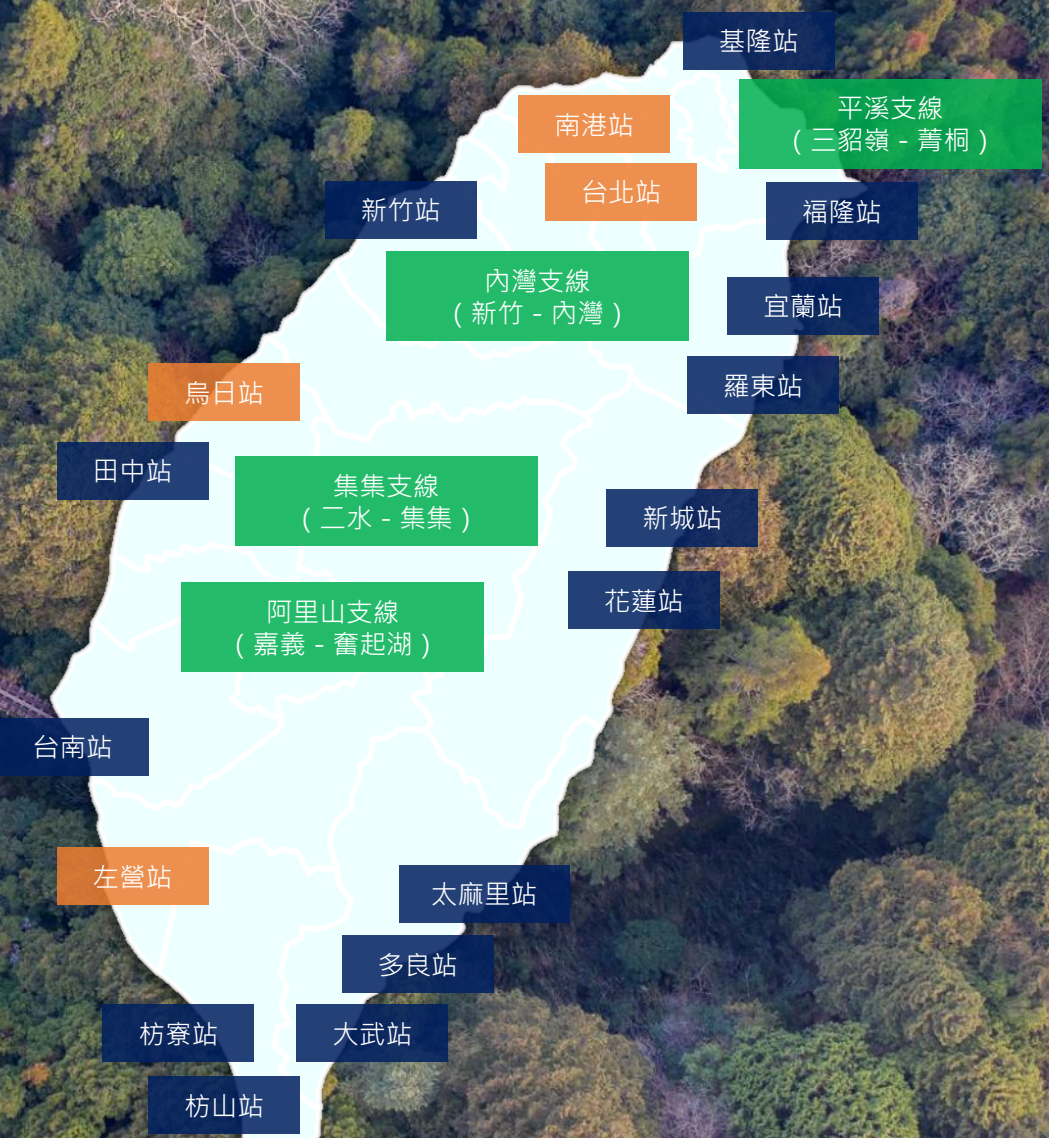 基隆站
平溪支線
( 三貂嶺 - 菁桐 )
南港站
台北站
新竹站
福隆站
內灣支線
( 新竹 - 內灣 )
宜蘭站
羅東站
烏日站
田中站
集集支線
( 二水 - 集集 )
新城站
花蓮站
阿里山支線
( 嘉義 - 奮起湖 )
台南站
左營站
太麻里站
多良站
枋寮站
大武站
枋山站